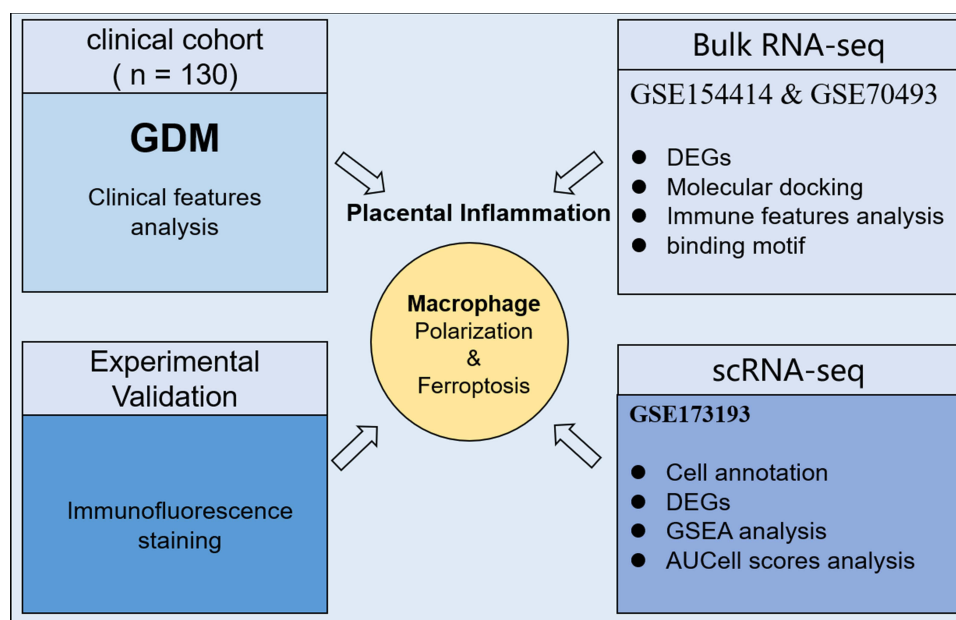 clinical cohort
( n = 130)
GDM
Clinical features
analysis
Bulk RNA-seq
GSE154414 & GSE70493
● DEGs
● Molecular docking
● Immune features analysis
● binding motif
Placental Inflammation
Macrophage
Polarization
&
Ferroptosis
Experimental
Validation
Immunofluorescence
staining
scRNA-seq
GSE173193
● Cell annotation
● DEGs
● GSEA analysis
● AUCell scores analysis